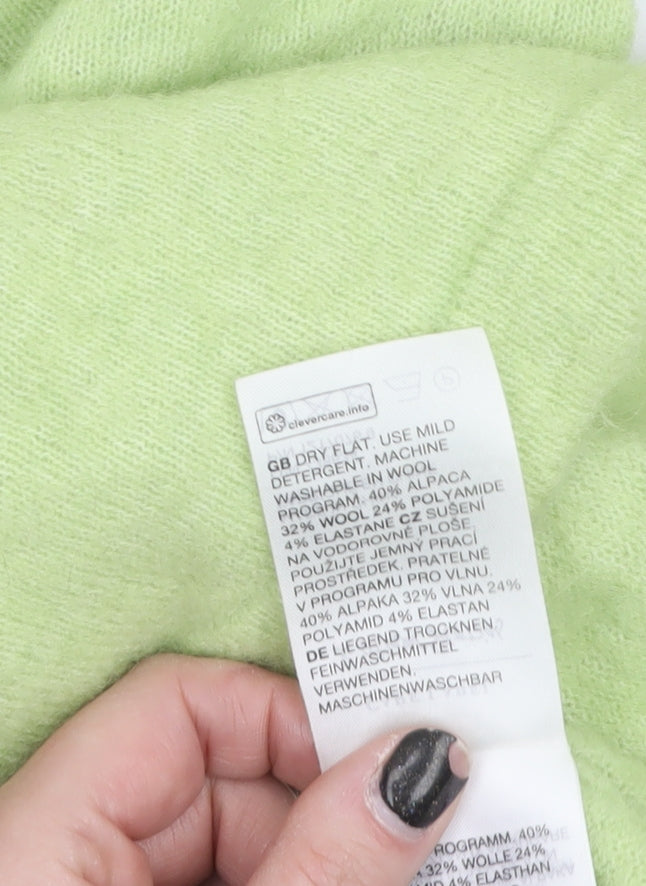 clevercare.info
GB DRY FLAT. USE MILD
DETERGENT. MACHINE
WASHABLE IN WOOL
PROGRAM. 40% ALPACA
32% WOOL 24% POLYAMIDE
4% ELASTANE CZ SUŠENÍ
NA VODOROVNÉ PLOŠE.
POUŽIJTE JEMNÝ PRACÍ
PROSTŘEDEK. PRATELNÉ
V PROGRAMU PRO VLNU.
40% ALPAKA 32% VLNA 24%
POLYAMID 4% ELASTAN
DE LIEGEND TROCKNEN.
FEINWASCHMITTEL
VERWENDEN.
MASCHINENWASCHBAR
ROGRAMM. 40%
32% WOLLE 24%
4% ELASTHAN